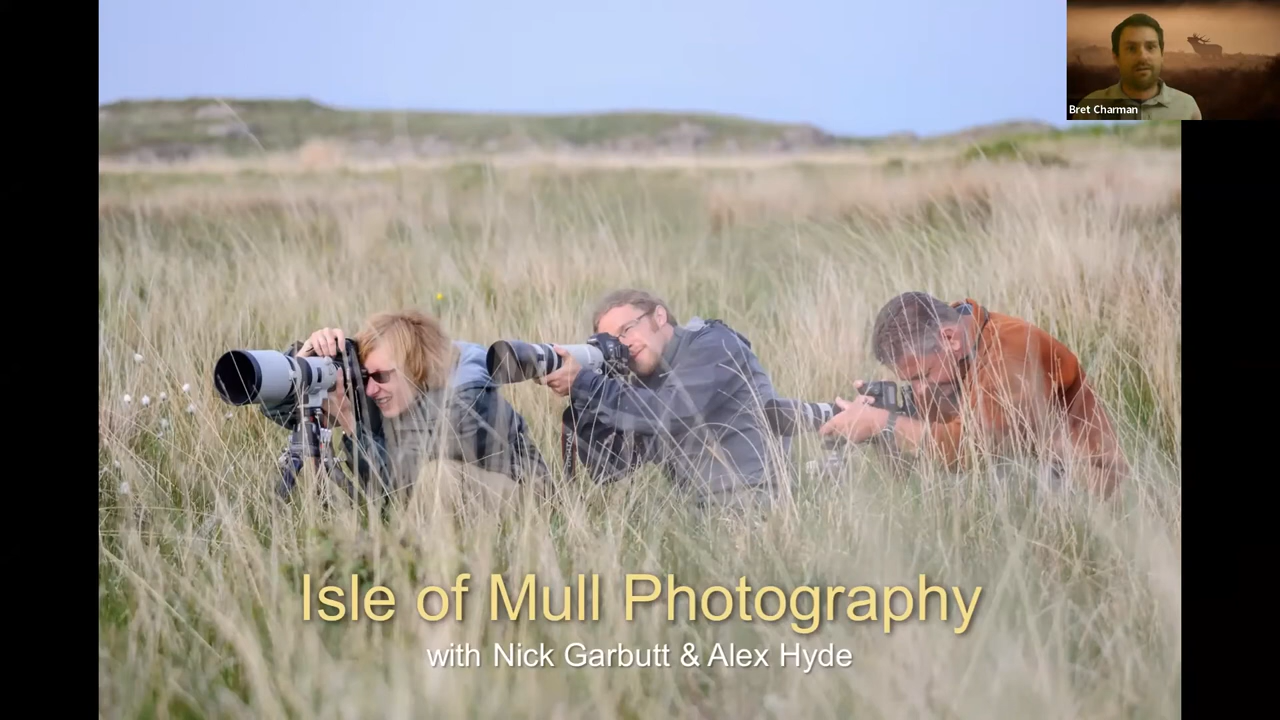 Bret Charman
Isle of Mull Photography
with Nick Garbutt & Alex Hyde